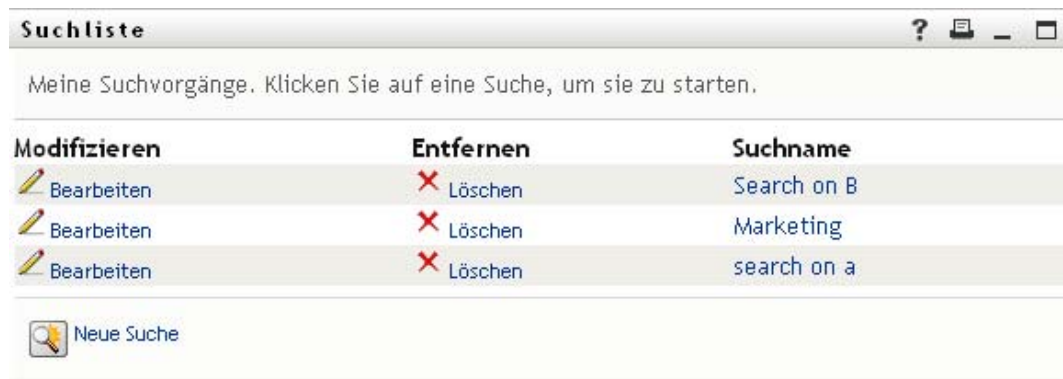 Suchliste ?
Meine Suchvorgänge. Klicken Sie auf eine Suche, um sie zu starten.
Modifizieren Entfernen Suchname
Bearbeiten Löschen Search on B
Bearbeiten Löschen Marketing
Bearbeiten Löschen search on a
Neue Suche